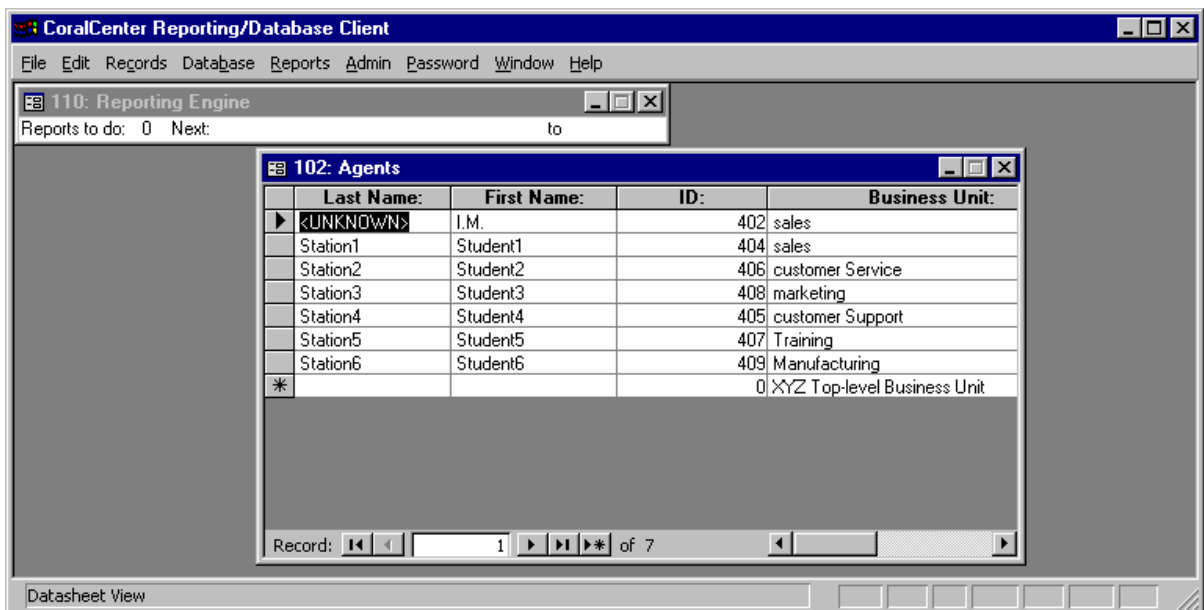 CoralCenter Reporting/Database Client
File Edit Records Database Reports Admin Password Window Help
110: Reporting Engine
Reports to do: 0 Next: to
102: Agents
Last Name: First Name: ID: Business Unit:
<UNKNOWN> I.M. 402 sales
Station1 Student1 404 sales
Station2 Student2 406 customer Service
Station3 Student3 408 marketing
Station4 Student4 405 customer Support
Station5 Student5 407 Training
Station6 Student6 409 Manufacturing
0 XYZ Top-level Business Unit
Record: 1 of 7
Datasheet View